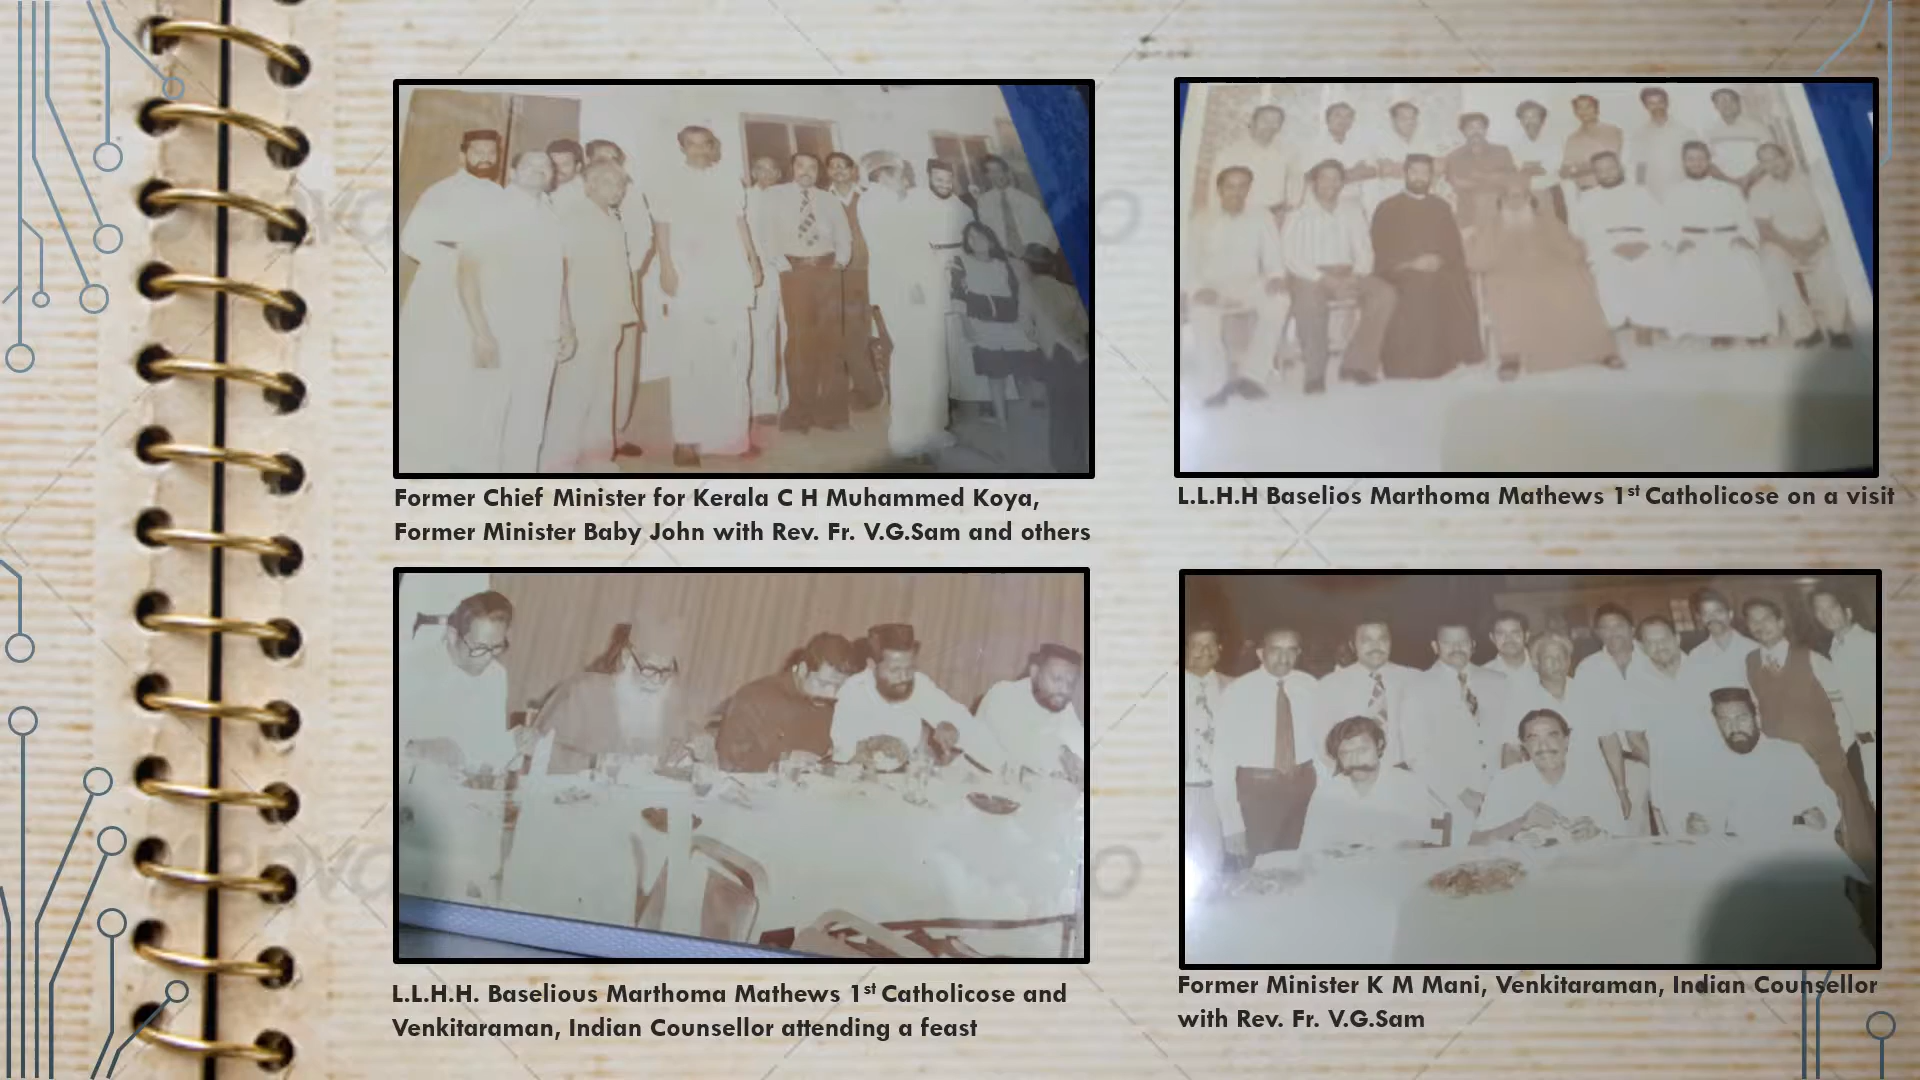 Former Chief Minister for Kerala C H Muhammed Koya,
Former Minister Baby John with Rev. Fr. V.G.Sam and others
L.L.H.H Baselios Marthoma Mathews 1st Catholicose on a visit
L.L.H.H. Baselious Marthoma Mathews 1st Catholicose and
Venkitaraman, Indian Counsellor attending a feast
Former Minister K M Mani, Venkitaraman, Indian Counsellor
with Rev. Fr. V.G.Sam